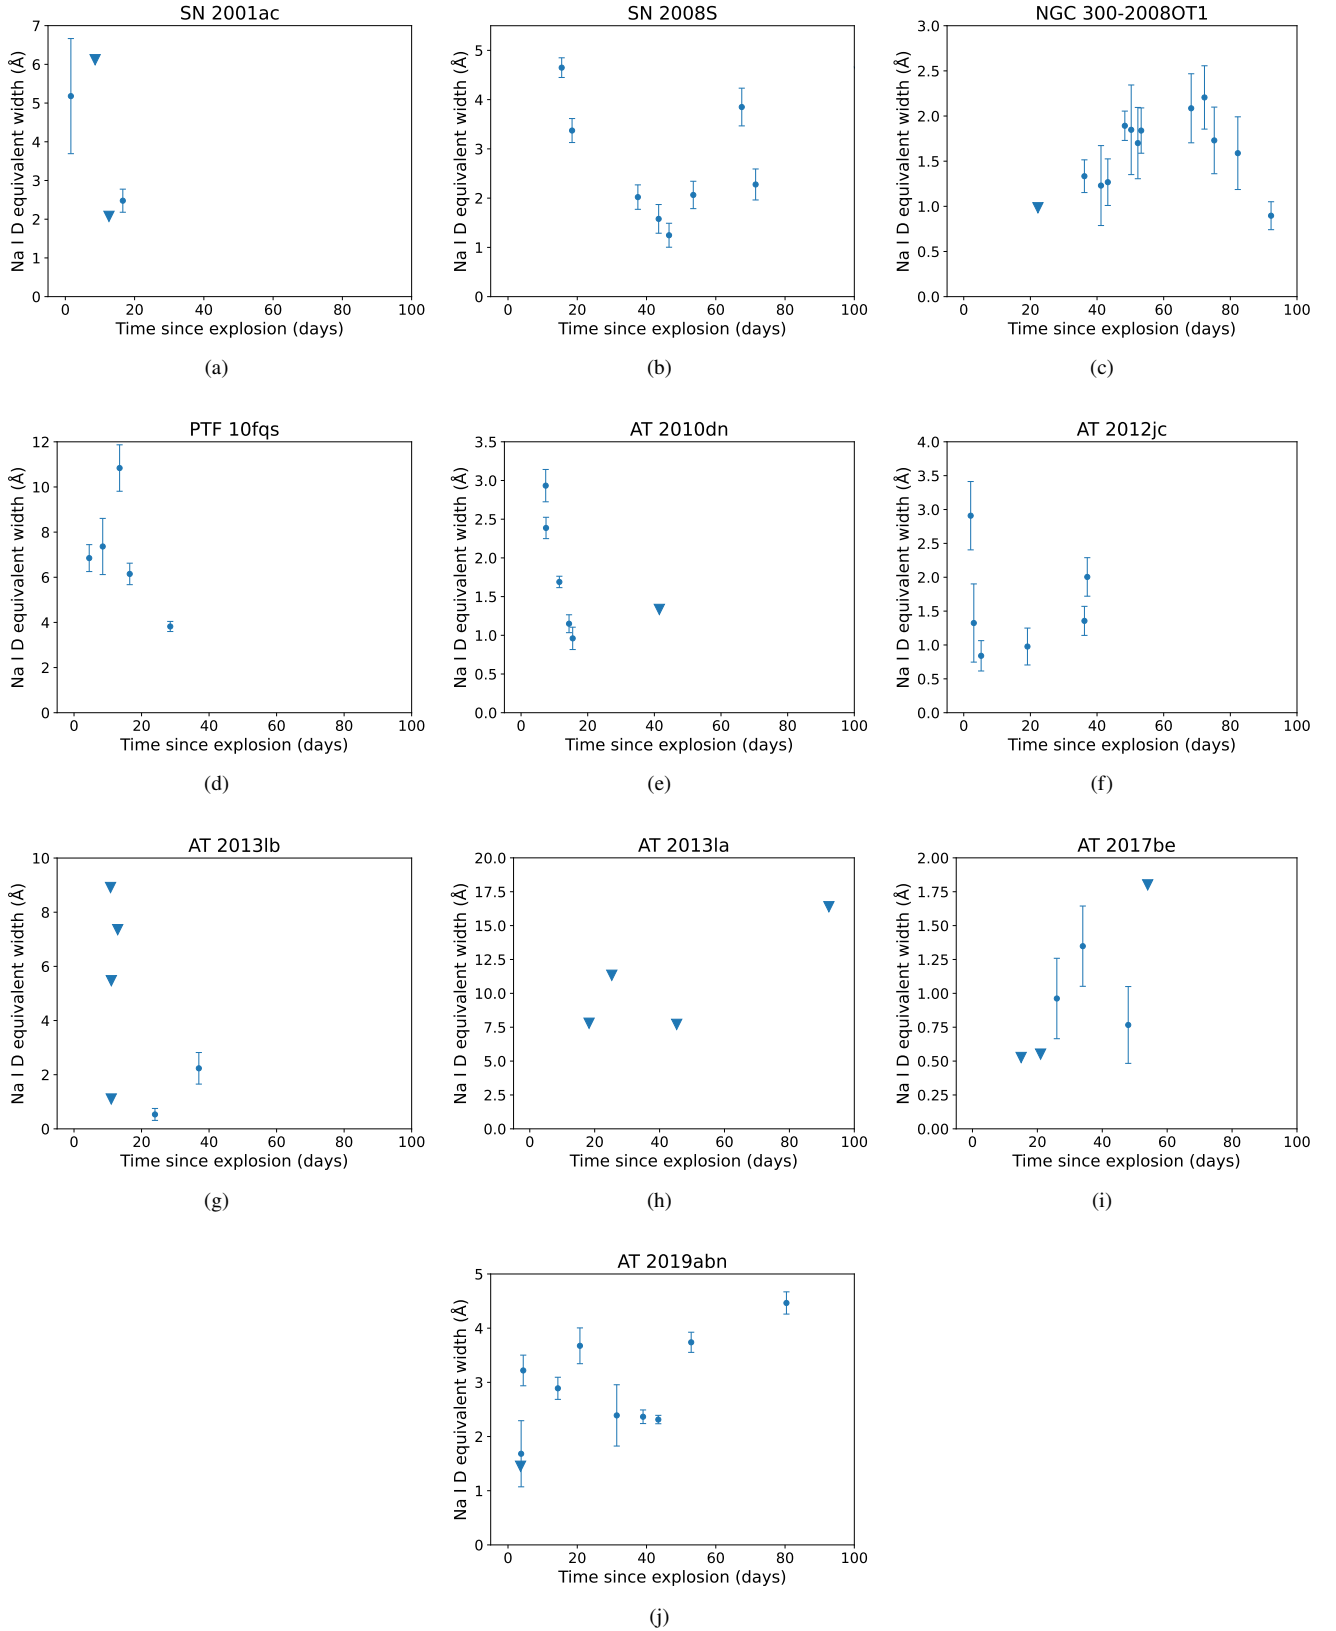 SN 2001ac
Na I D equivalent width (Å)
7
6
5
4
3
2
1
0
0 20 40 60 80 100
Time since explosion (days)
(a)
SN 2008S
Na I D equivalent width (Å)
5
4
3
2
1
0
0 20 40 60 80 100
Time since explosion (days)
(b)
NGC 300-2008OT1
Na I D equivalent width (Å)
3.0
2.5
2.0
1.5
1.0
0.5
0.0
0 20 40 60 80 100
Time since explosion (days)
(c)
PTF 10fqs
Na I D equivalent width (Å)
12
10
8
6
4
2
0
0 20 40 60 80 100
Time since explosion (days)
(d)
AT 2010dn
Na I D equivalent width (Å)
3.5
3.0
2.5
2.0
1.5
1.0
0.5
0.0
0 20 40 60 80 100
Time since explosion (days)
(e)
AT 2012jc
Na I D equivalent width (Å)
4.0
3.5
3.0
2.5
2.0
1.5
1.0
0.5
0.0
0 20 40 60 80 100
Time since explosion (days)
(f)
AT 2013lb
Na I D equivalent width (Å)
10
8
6
4
2
0
0 20 40 60 80 100
Time since explosion (days)
(g)
AT 2013la
Na I D equivalent width (Å)
20.0
17.5
15.0
12.5
10.0
7.5
5.0
2.5
0.0
0 20 40 60 80 100
Time since explosion (days)
(h)
AT 2017be
Na I D equivalent width (Å)
2.00
1.75
1.50
1.25
1.00
0.75
0.50
0.25
0.00
0 20 40 60 80 100
Time since explosion (days)
(i)
AT 2019abn
Na I D equivalent width (Å)
5
4
3
2
1
0
0 20 40 60 80 100
Time since explosion (days)
(j)